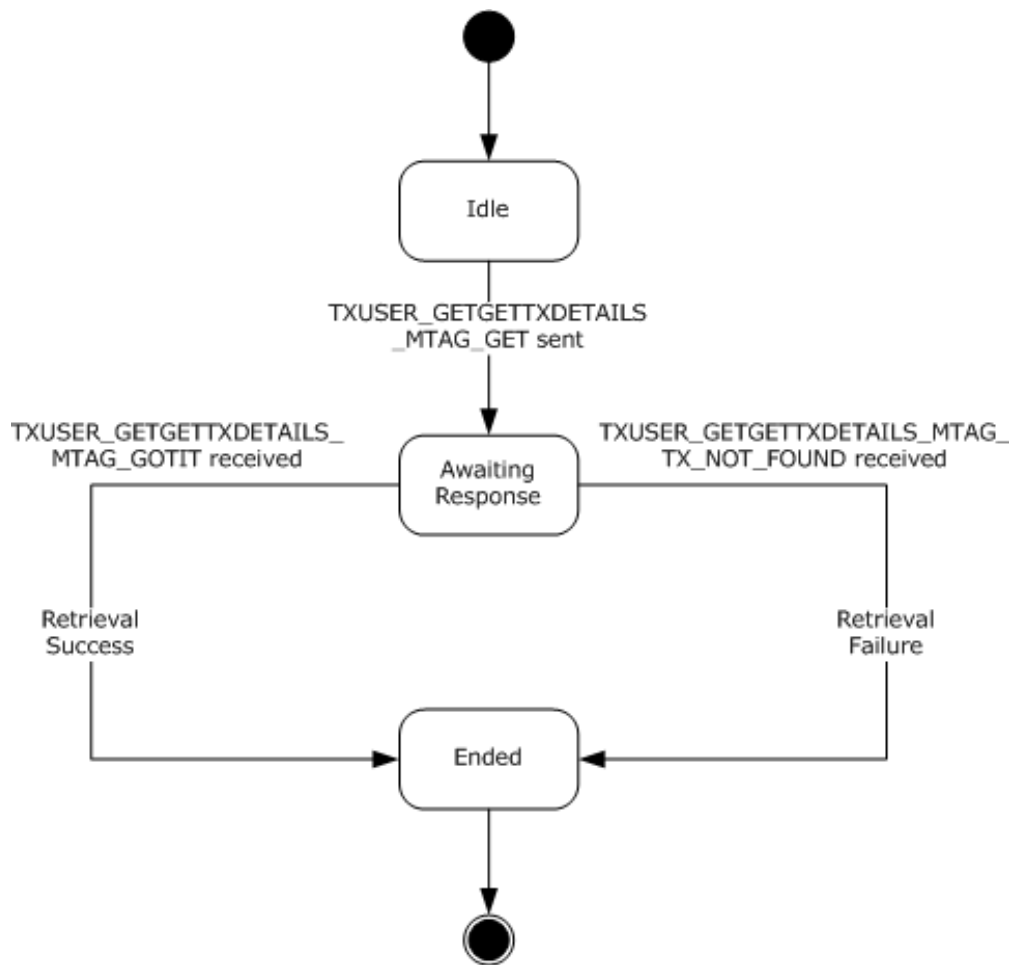 Idle
TXUSER_GETGETTXDETAILS
_MTAG_GET sent
TXUSER_GETGETTXDETAILS_
MTAG_GOTIT received
TXUSER_GETGETTXDETAILS_MTAG_
TX_NOT_FOUND received
Awaiting
Response
Retrieval
Success
Retrieval
Failure
Ended